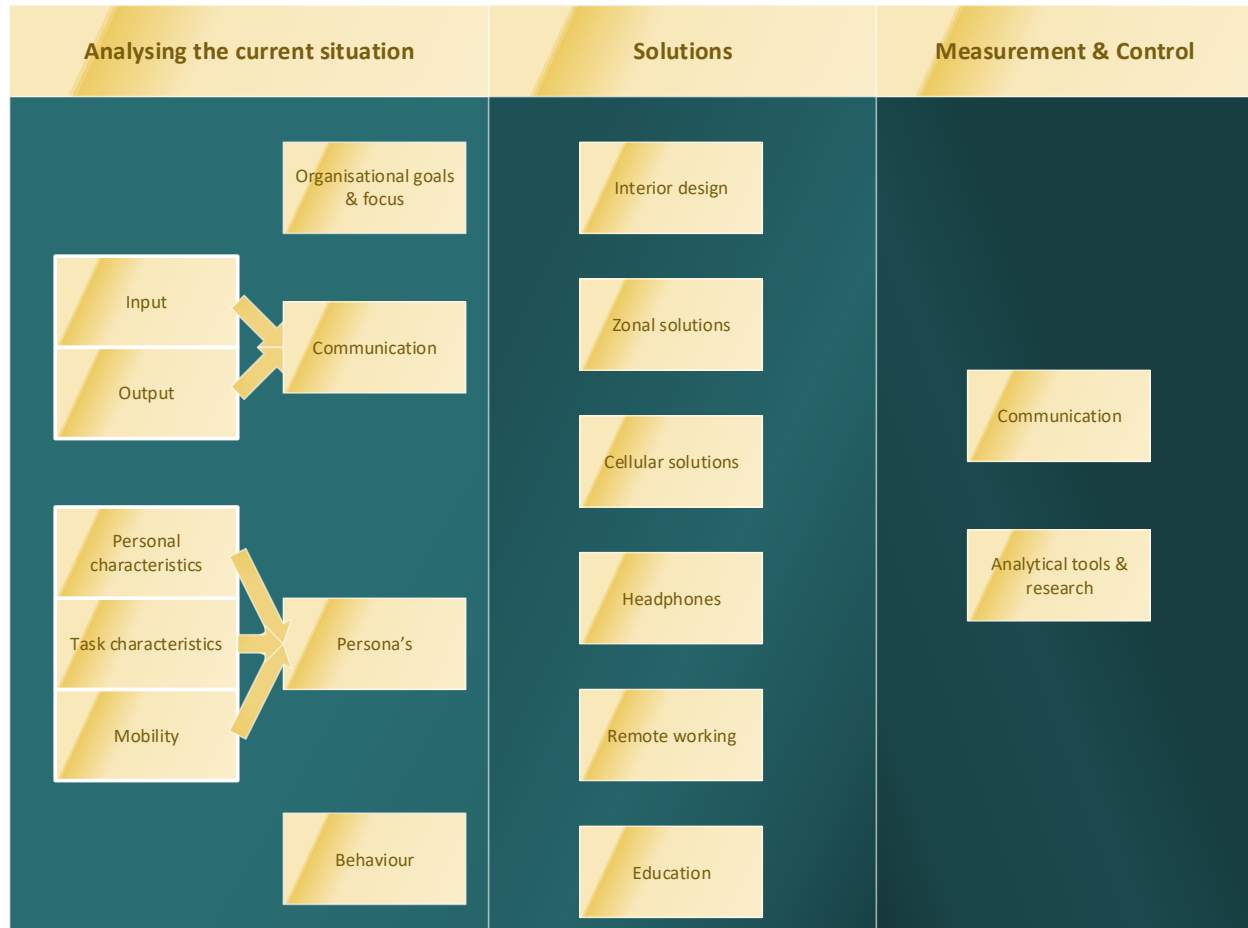 Analysing the current situation
Solutions
Measurement & Control
Organisational goals
& focus
Input
Output
Communication
Personal
characteristics
Task characteristics
Mobility
Persona's
Behaviour
Interior design
Zonal solutions
Cellular solutions
Headphones
Remote working
Education
Communication
Analytical tools &
research